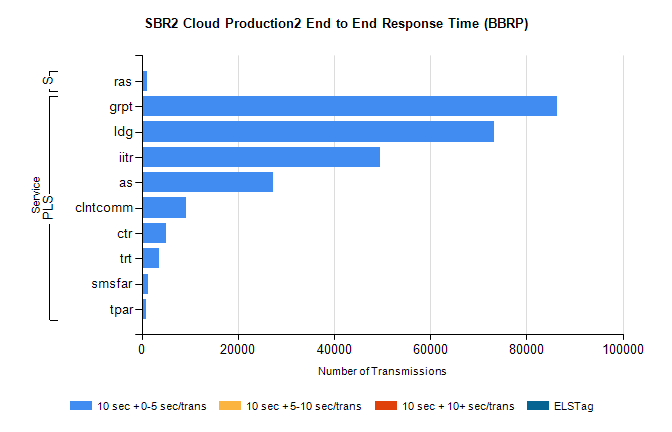 SBR2 Cloud Production2 End to End Response Time (BBRP)
S
ras
grpt
ldg
iitr
as
Service
PLS
clntcomm
ctr
trt
smsfar
tpar
0 20000 40000 60000 80000 100000
Number of Transmissions
10 sec +0-5 sec/trans 10 sec +5-10 sec/trans 10 sec + 10+ sec/trans ELSTag